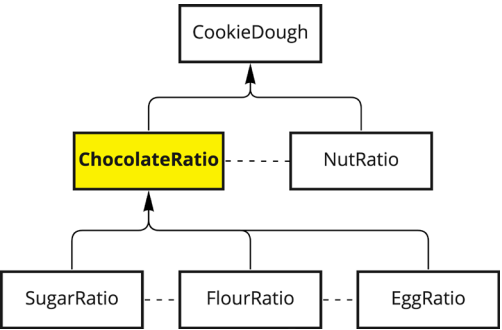 CookieDough
ChocolateRatio
NutRatio
SugarRatio
FlourRatio
EggRatio